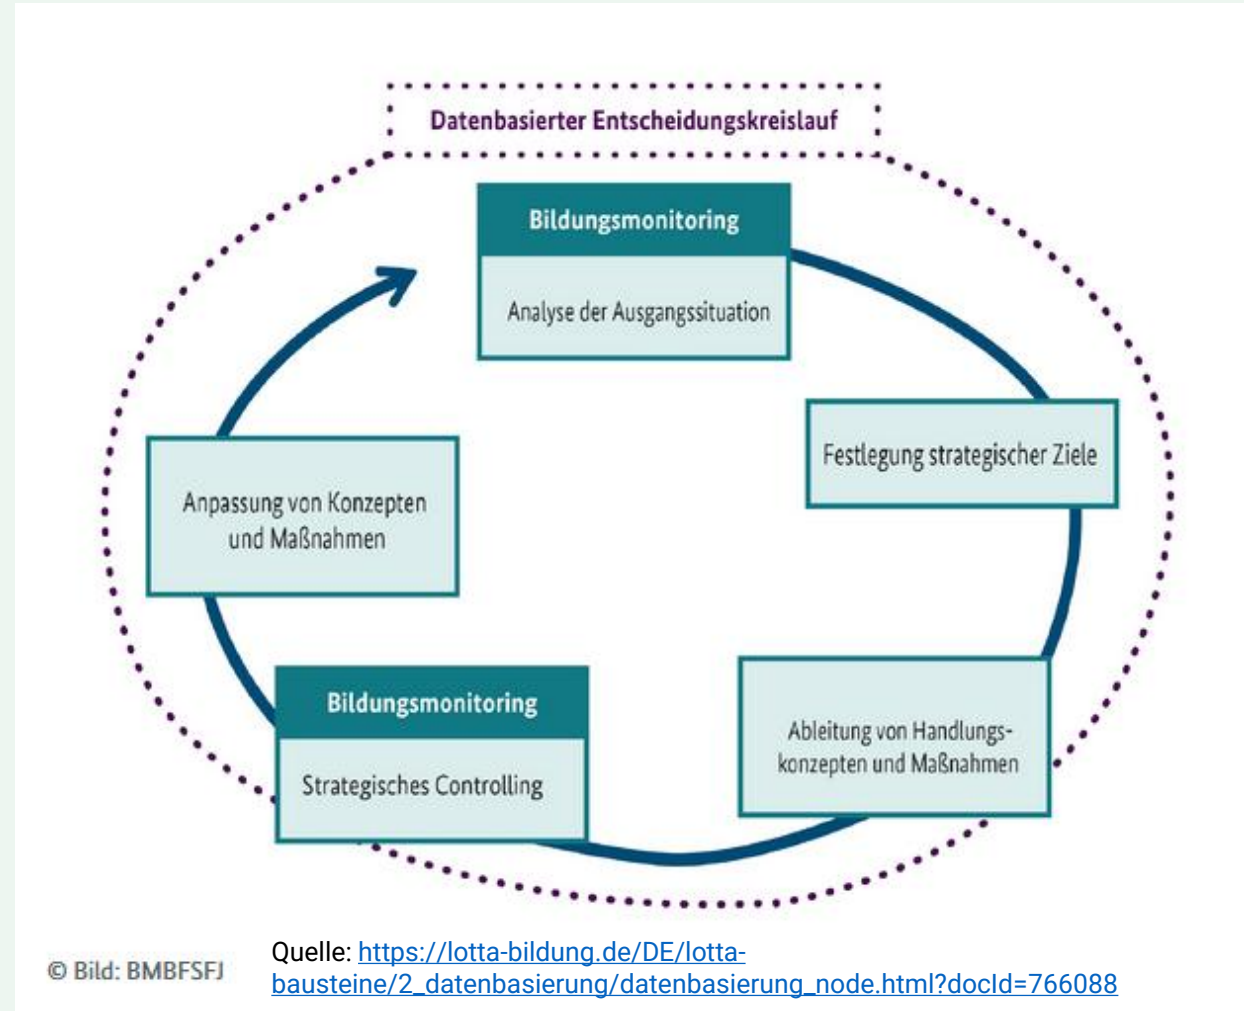 Datenbasierter Entscheidungskreislauf
Bildungsmonitoring
Analyse der Ausgangssituation
Festlegung strategischer Ziele
Ableitung von Handlungs-
konzepten und Maßnahmen
Bildungsmonitoring
Strategisches Controlling
Anpassung von Konzepten
und Maßnahmen
© Bild: BMBFSFJ
Quelle: https://lotta-bildung.de/DE/lotta-
bausteine/2_datenbasierung/datenbasierung_node.html?docId=766088